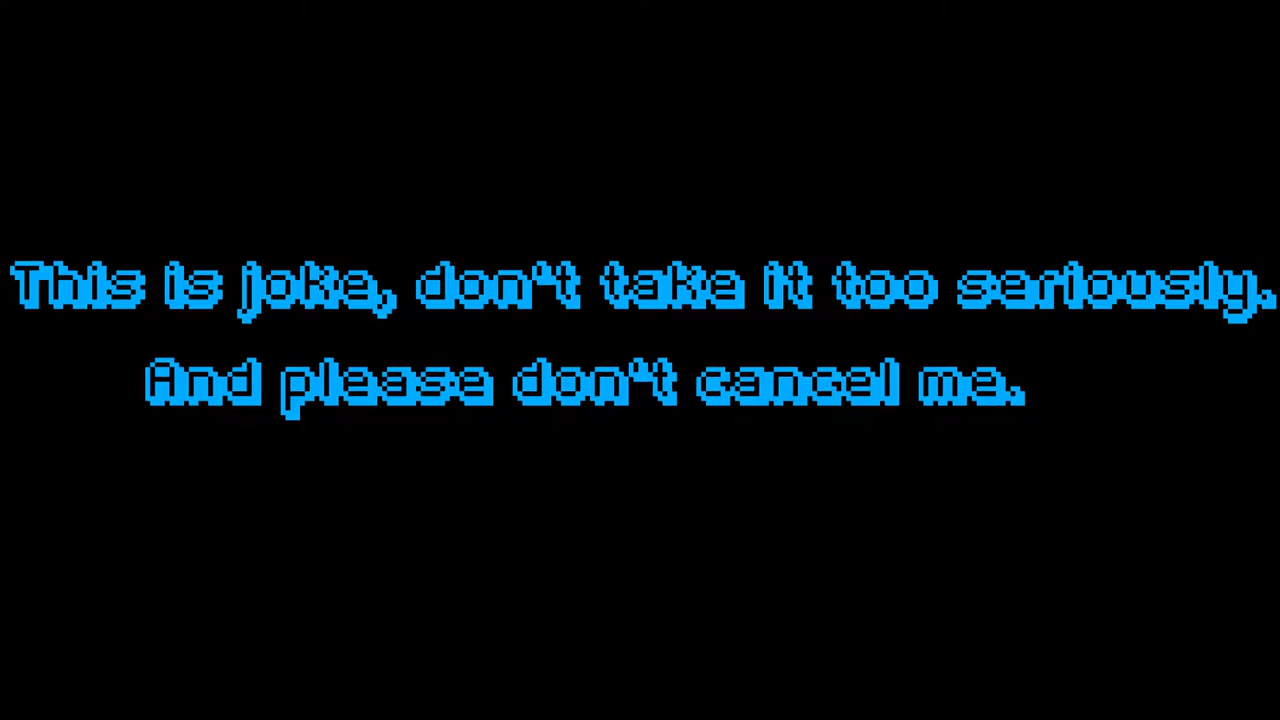 This is joke, don't take it too seriously.
And please don't cancel me.